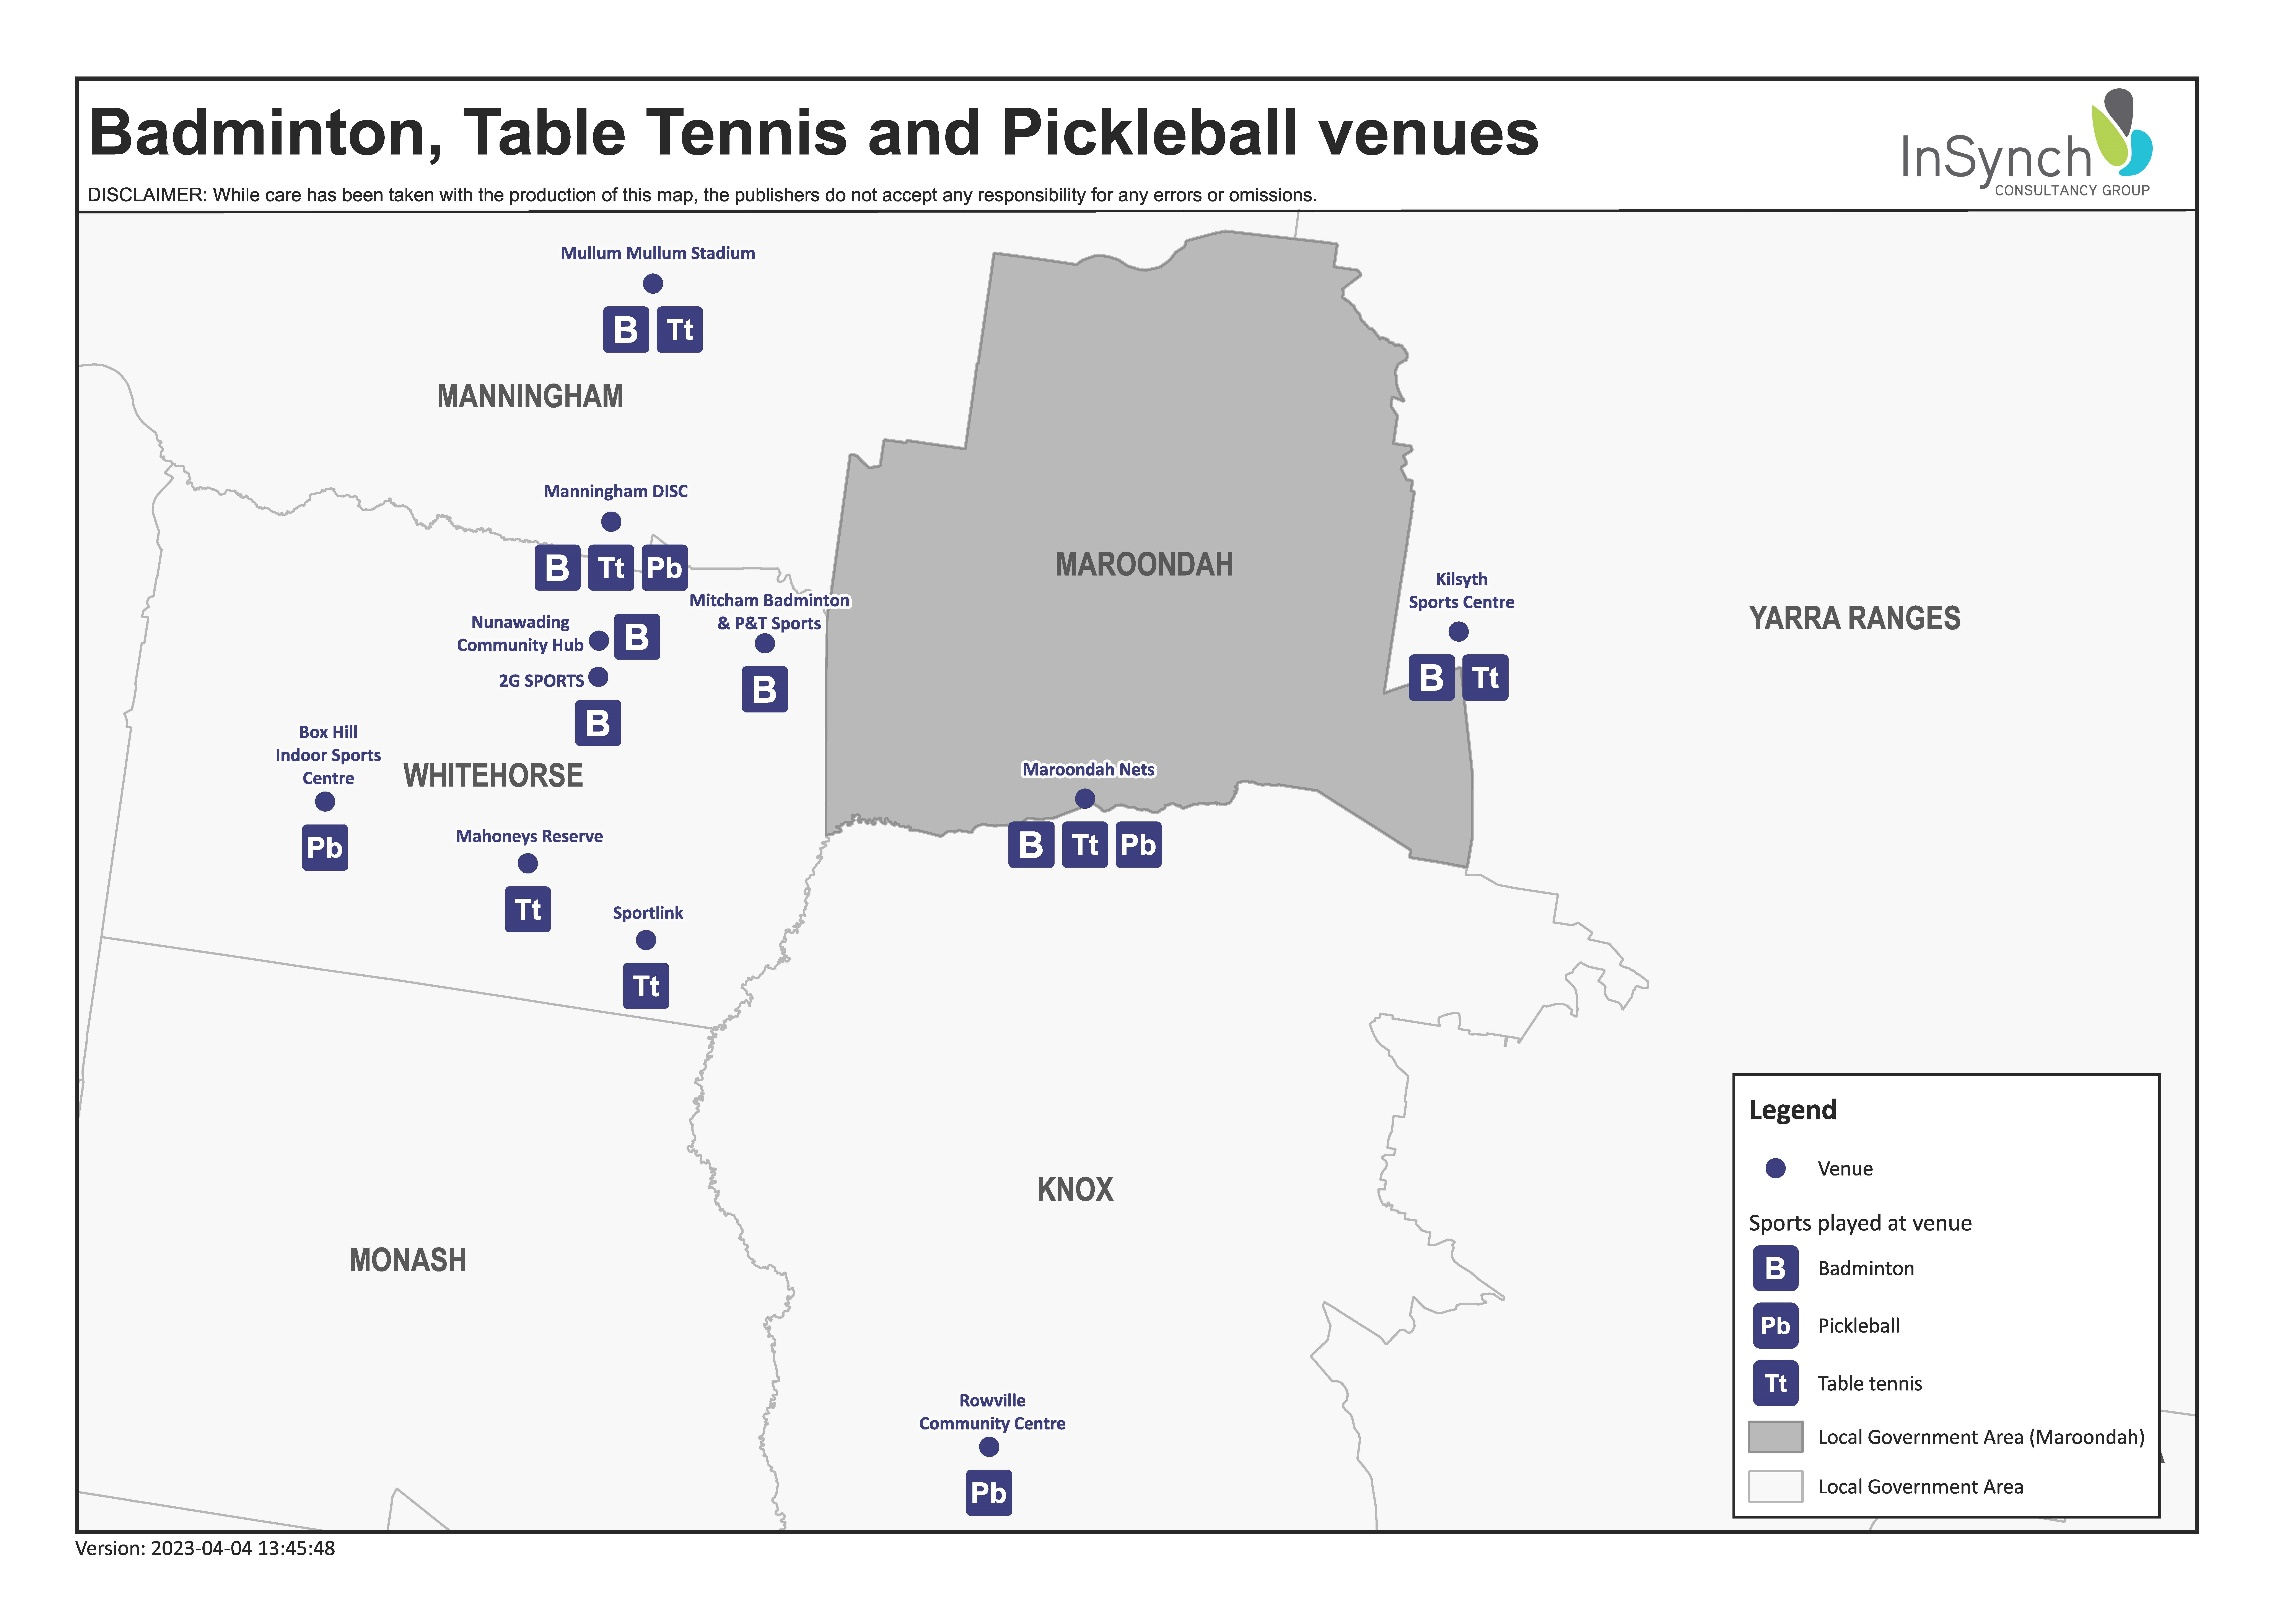 Badminton, Table Tennis and Pickleball venues
DISCLAIMER: While care has been taken with the production of this map, the publishers do not accept any responsibility for any errors or omissions.
InSynch
CONSULTANCY GROUP
Mullum Mullum Stadium
B Tt
MANNINGHAM
Manningham DISC
B Tt Pb
MAROONDAH
Mitcham Badminton
& P&T Sports
B
Nunawading
Community Hub
B
2G SPORTS
B
Kilsyth
Sports Centre
B Tt
YARRA RANGES
Box Hill
Indoor Sports
Centre
Pb
WHITEHORSE
Maroondah Nets
B Tt Pb
Mahoneys Reserve
Tt
Sportlink
Tt
KNOX
MONASH
Rowville
Community Centre
Pb
Legend
Venue
Sports played at venue
B Badminton
Pb Pickleball
Tt Table tennis
Local Government Area (Maroondah)
Local Government Area
Version: 2023-04-04 13:45:48